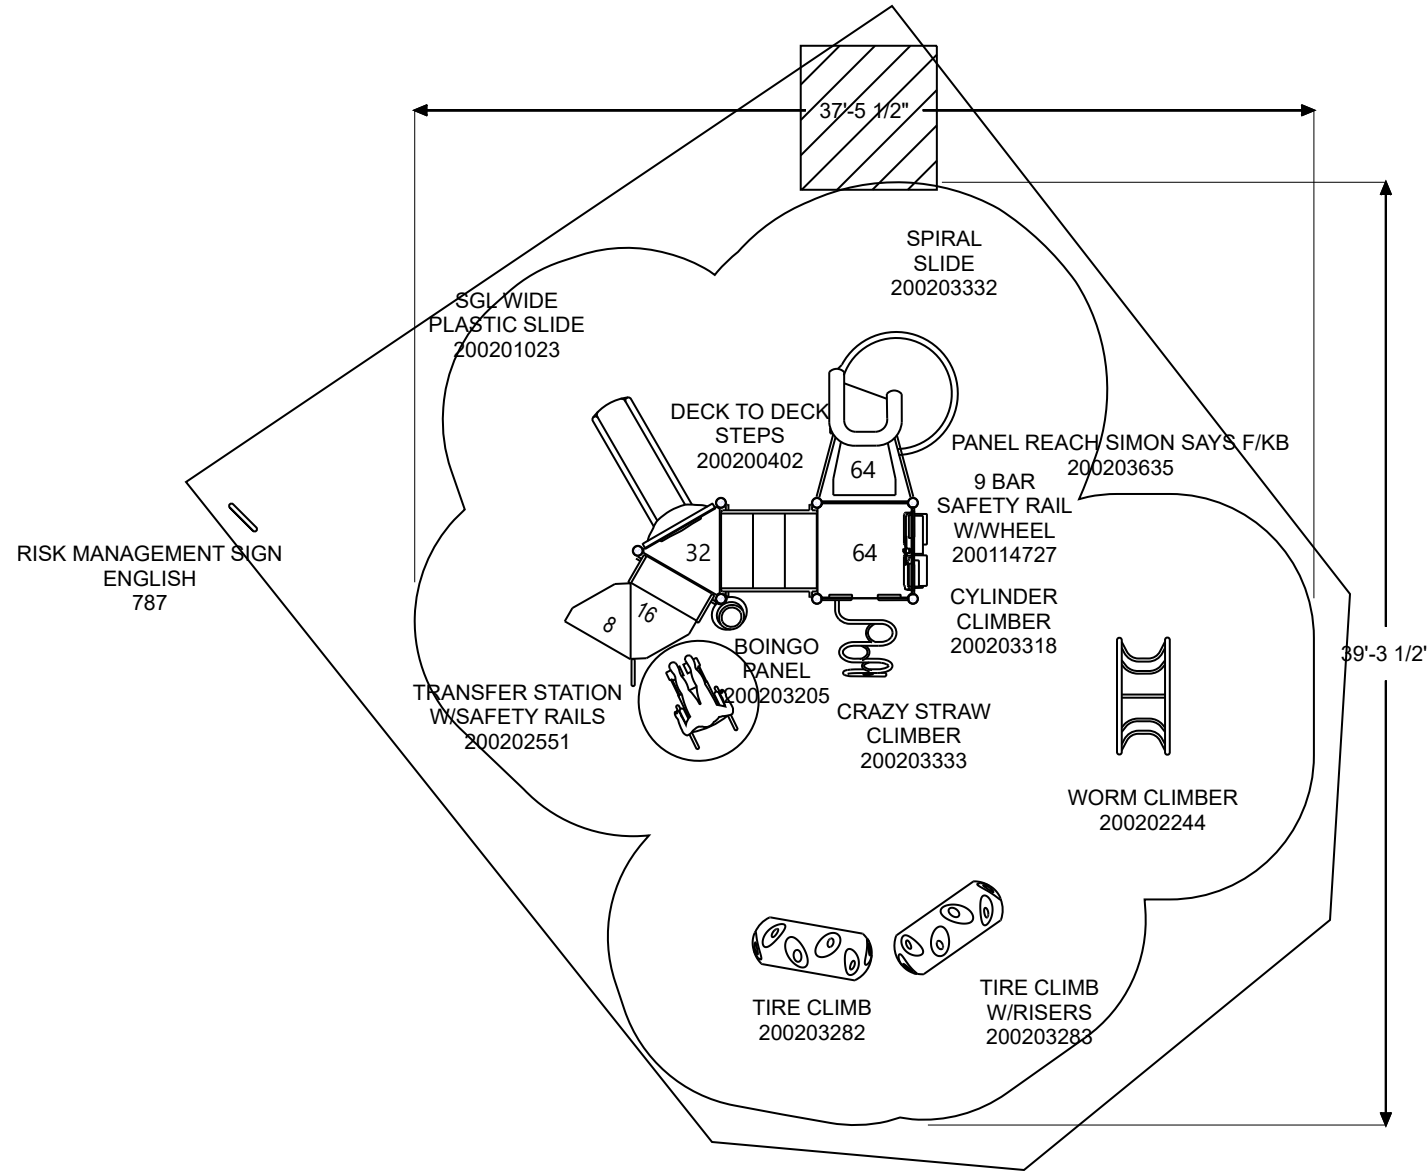 37'-5 1/2"
SPIRAL
SLIDE
200203332
SGL WIDE
PLASTIC SLIDE
200201023
DECK TO DECK
STEPS
200200402
64
PANEL REACH SIMON SAYS F/KB
200203635
9 BAR
SAFETY RAIL
W/WHEEL
200114727
32
64
RISK MANAGEMENT SIGN
ENGLISH
787
8
16
CYLINDER
CLIMBER
200203318
BOINGO
PANEL
200203205
39'-3 1/2"
TRANSFER STATION
W/SAFETY RAILS
200202551
CRAZY STRAW
CLIMBER
200203333
WORM CLIMBER
200202244
TIRE CLIMB
W/RISERS
200203283
TIRE CLIMB
200203282